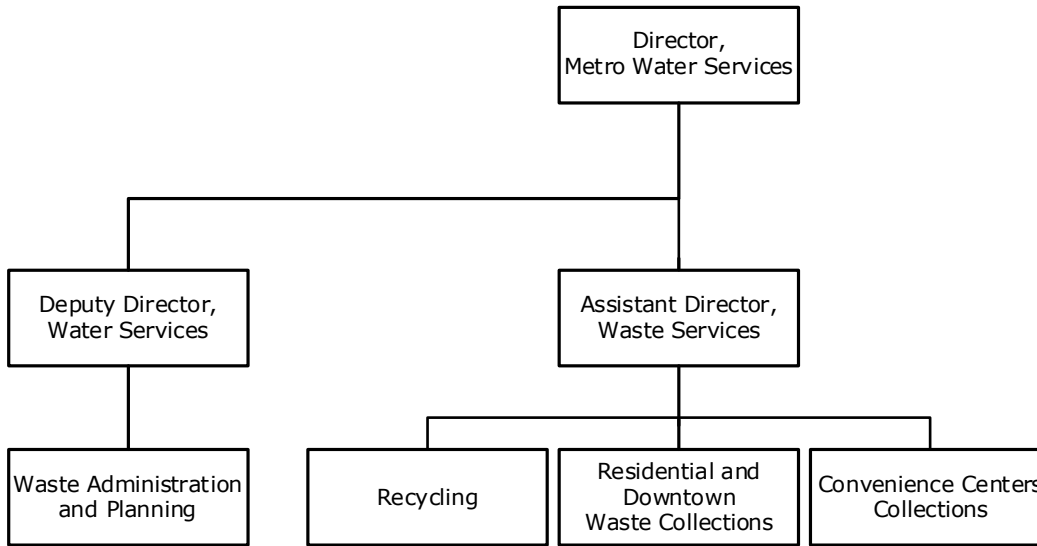 Director,
Metro Water Services
Deputy Director,
Water Services
Assistant Director,
Waste Services
Waste Administration
and Planning
Recycling
Residential and
Downtown
Waste Collections
Convenience Centers
Collections